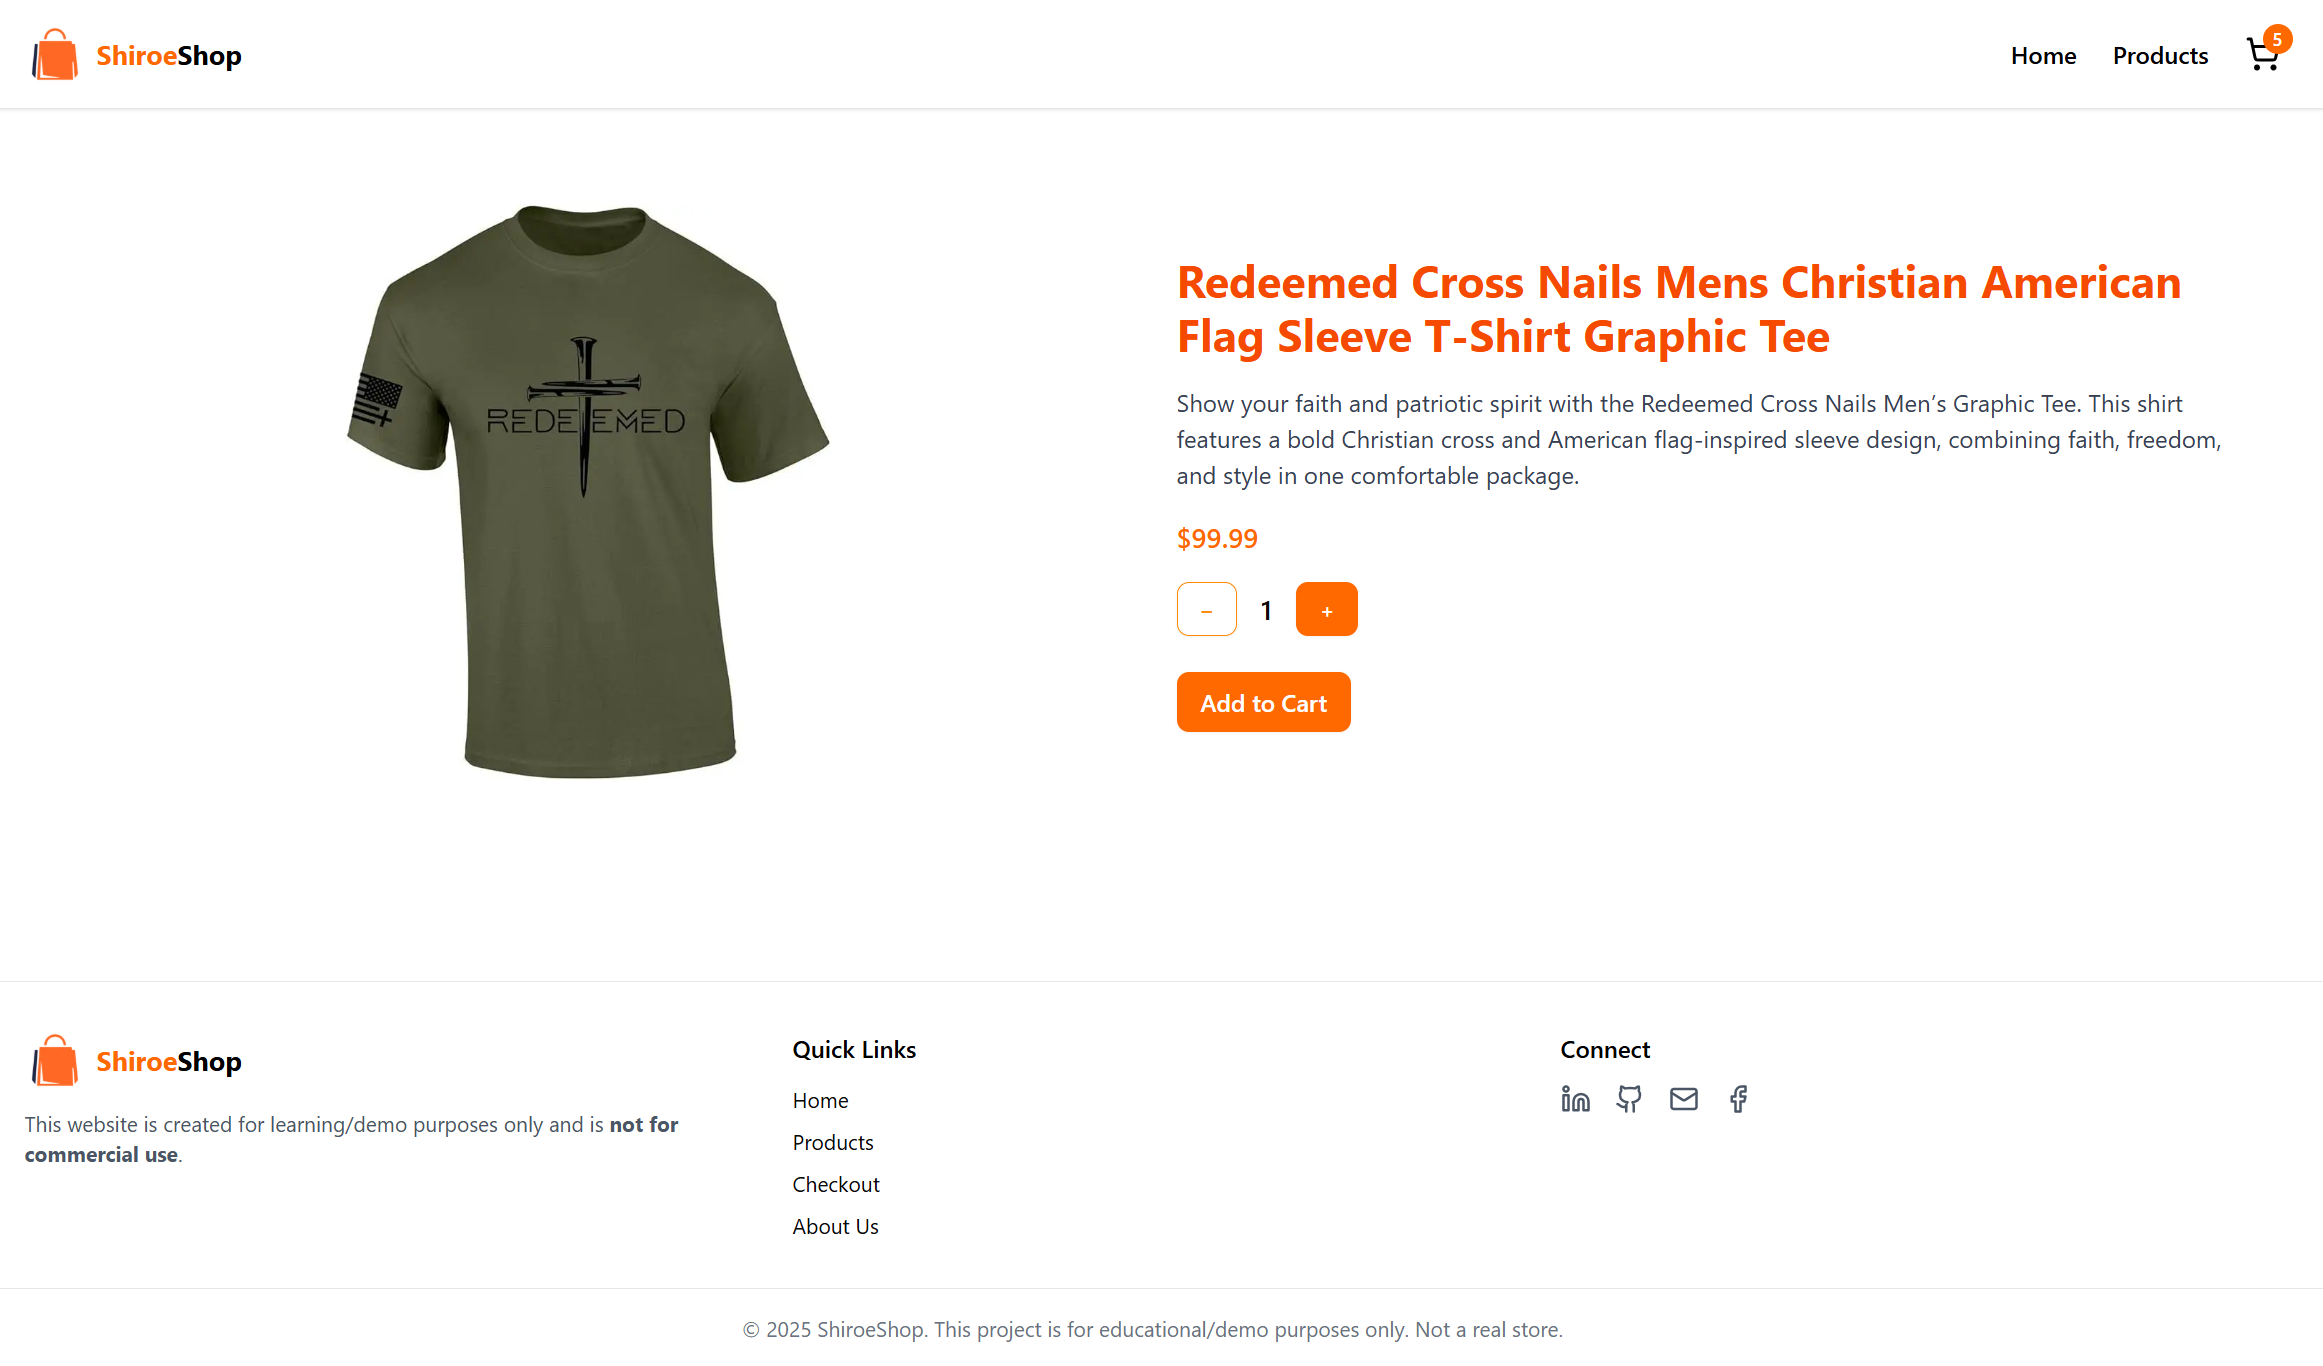 ShiroeShop
Home
Products
5
REDEEMED
Redeemed Cross Nails Mens Christian American
Flag Sleeve T-Shirt Graphic Tee
Show your faith and patriotic spirit with the Redeemed Cross Nails Men’s Graphic Tee. This shirt
features a bold Christian cross and American flag-inspired sleeve design, combining faith, freedom,
and style in one comfortable package.
$99.99
− 1 +
Add to Cart
ShiroeShop
This website is created for learning/demo purposes only and is not for
commercial use.
Quick Links
Home
Products
Checkout
About Us
Connect
© 2025 ShiroeShop. This project is for educational/demo purposes only. Not a real store.